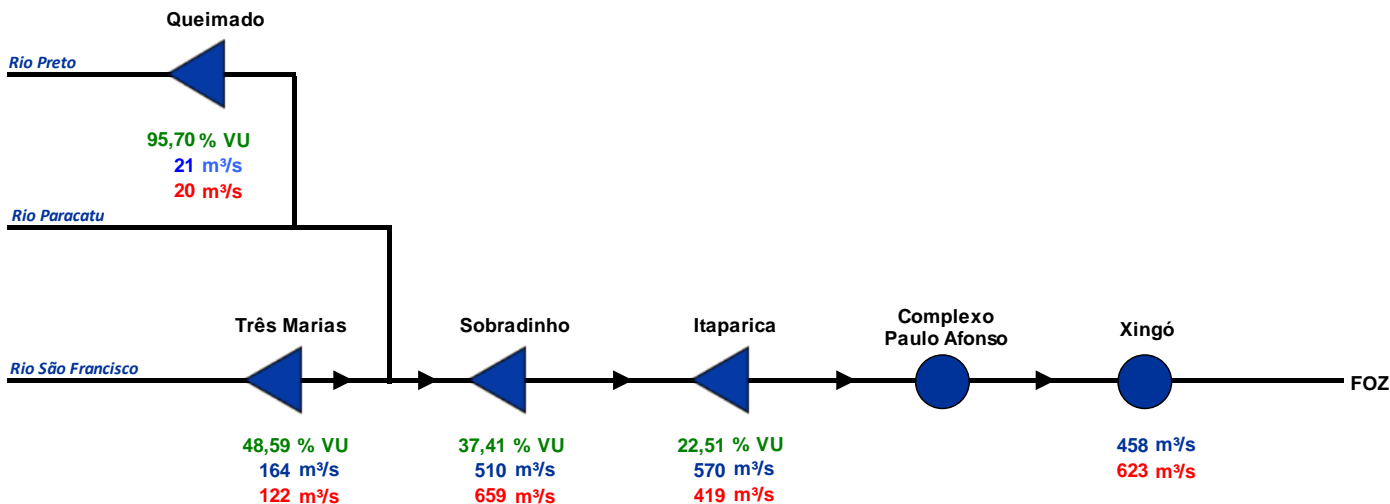 Queimado
Rio Preto
95,70 % VU
21 m³/s
20 m³/s
Rio Paracatu
Três Marias
Sobradinho
Itaparica
Complexo
Paulo Afonso
Xingó
Rio São Francisco
FOZ
48,59 % VU
164 m³/s
122 m³/s
37,41 % VU
510 m³/s
659 m³/s
22,51 % VU
570 m³/s
419 m³/s
458 m³/s
623 m³/s